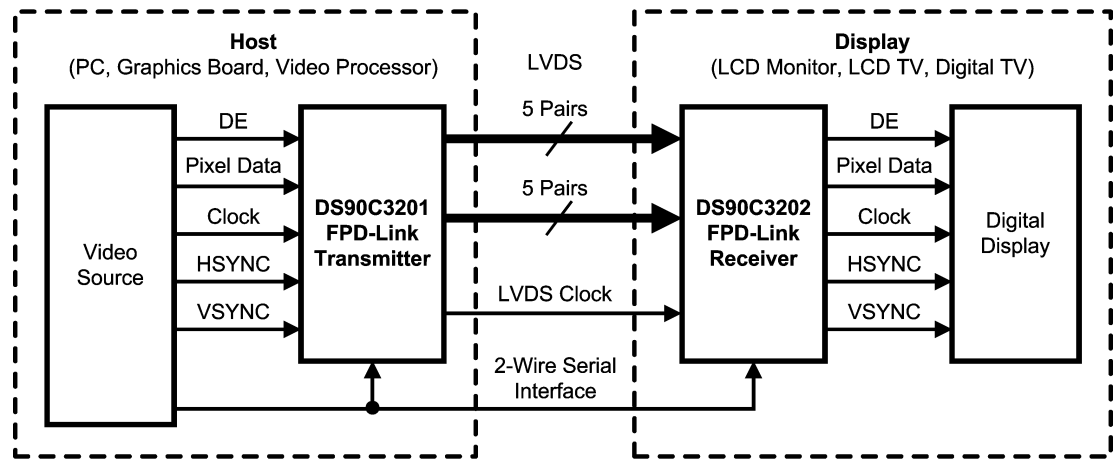 Host
(PC, Graphics Board, Video Processor)
LVDS
Display
(LCD Monitor, LCD TV, Digital TV)
Video
Source
DE
Pixel Data
Clock
HSYNC
VSYNC
DS90C3201
FPD-Link
Transmitter
5 Pairs
5 Pairs
LVDS Clock
2-Wire Serial
Interface
DS90C3202
FPD-Link
Receiver
DE
Pixel Data
Clock
HSYNC
VSYNC
Digital
Display